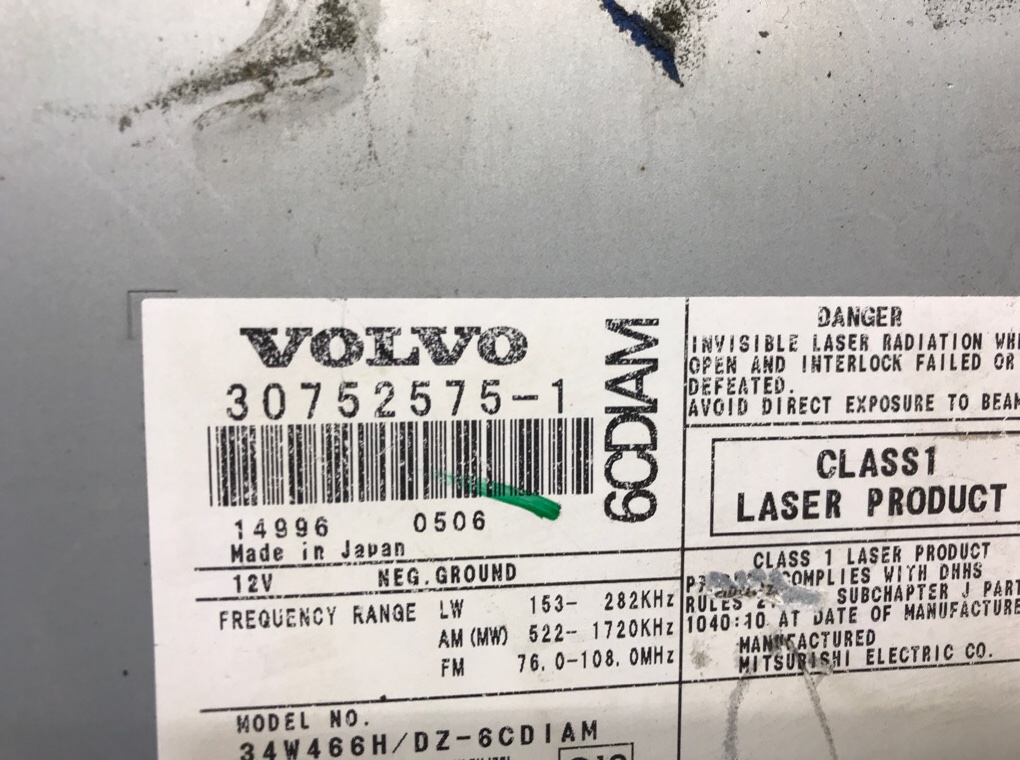 VOLVO
30752575-1
6CDIAM
14996 0506
Made in Japan
12V NEG.GROUND
FREQUENCY RANGE LW 153- 282KHz
AM (MW) 522- 1720KHz
FM 76.0-108.0MHz
MODEL NO.
34W466H/DZ-6CDIAM
DANGER
INVISIBLE LASER RADIATION
OPEN AND INTERLOCK FAILED OR
DEFEATED.
AVOID DIRECT EXPOSURE TO BEAM
CLASS1
LASER PRODUCT
CLASS 1 LASER PRODUCT
COMPLIES WITH DHHS
RULES SUBCHAPTER J PART
1040:10 AT DATE OF MANUFACTURE
MANUFACTURED
MITSUBISHI ELECTRIC CO.